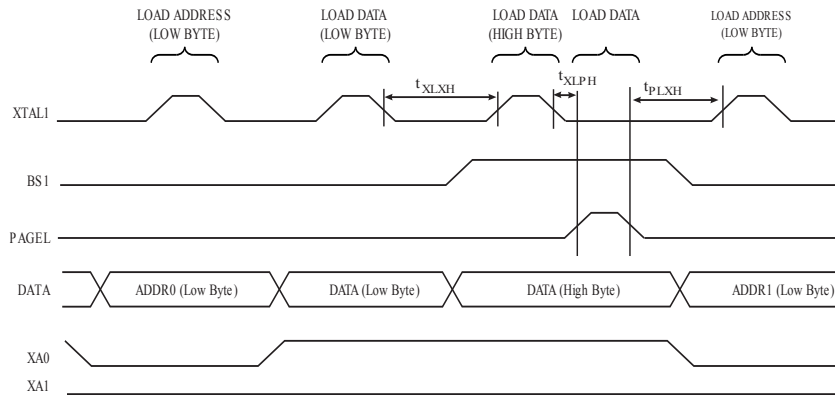 LOAD ADDRESS
(LOW BYTE)
LOAD DATA
(LOW BYTE)
LOAD DATA
(HIGH BYTE)
LOAD DATA
LOAD ADDRESS
(LOW BYTE)
tXLXH
tXLPH
tPLXH
XTAL1
BS1
PAGEL
DATA
ADDR0 (Low Byte)
DATA (Low Byte)
DATA (High Byte)
ADDR1 (Low Byte)
XA0
XA1